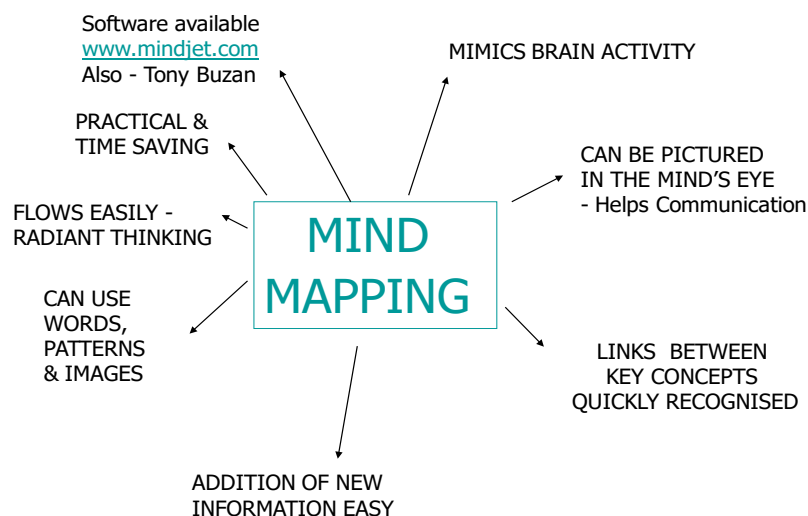 Software available
www.mindjet.com
Also - Tony Buzan
MIMICS BRAIN ACTIVITY
PRACTICAL &
TIME SAVING
CAN BE PICTURED
IN THE MIND'S EYE
- Helps Communication
FLOWS EASILY -
RADIANT THINKING
MIND
MAPPING
CAN USE
WORDS,
PATTERNS
& IMAGES
LINKS BETWEEN
KEY CONCEPTS
QUICKLY RECOGNISED
ADDITION OF NEW
INFORMATION EASY